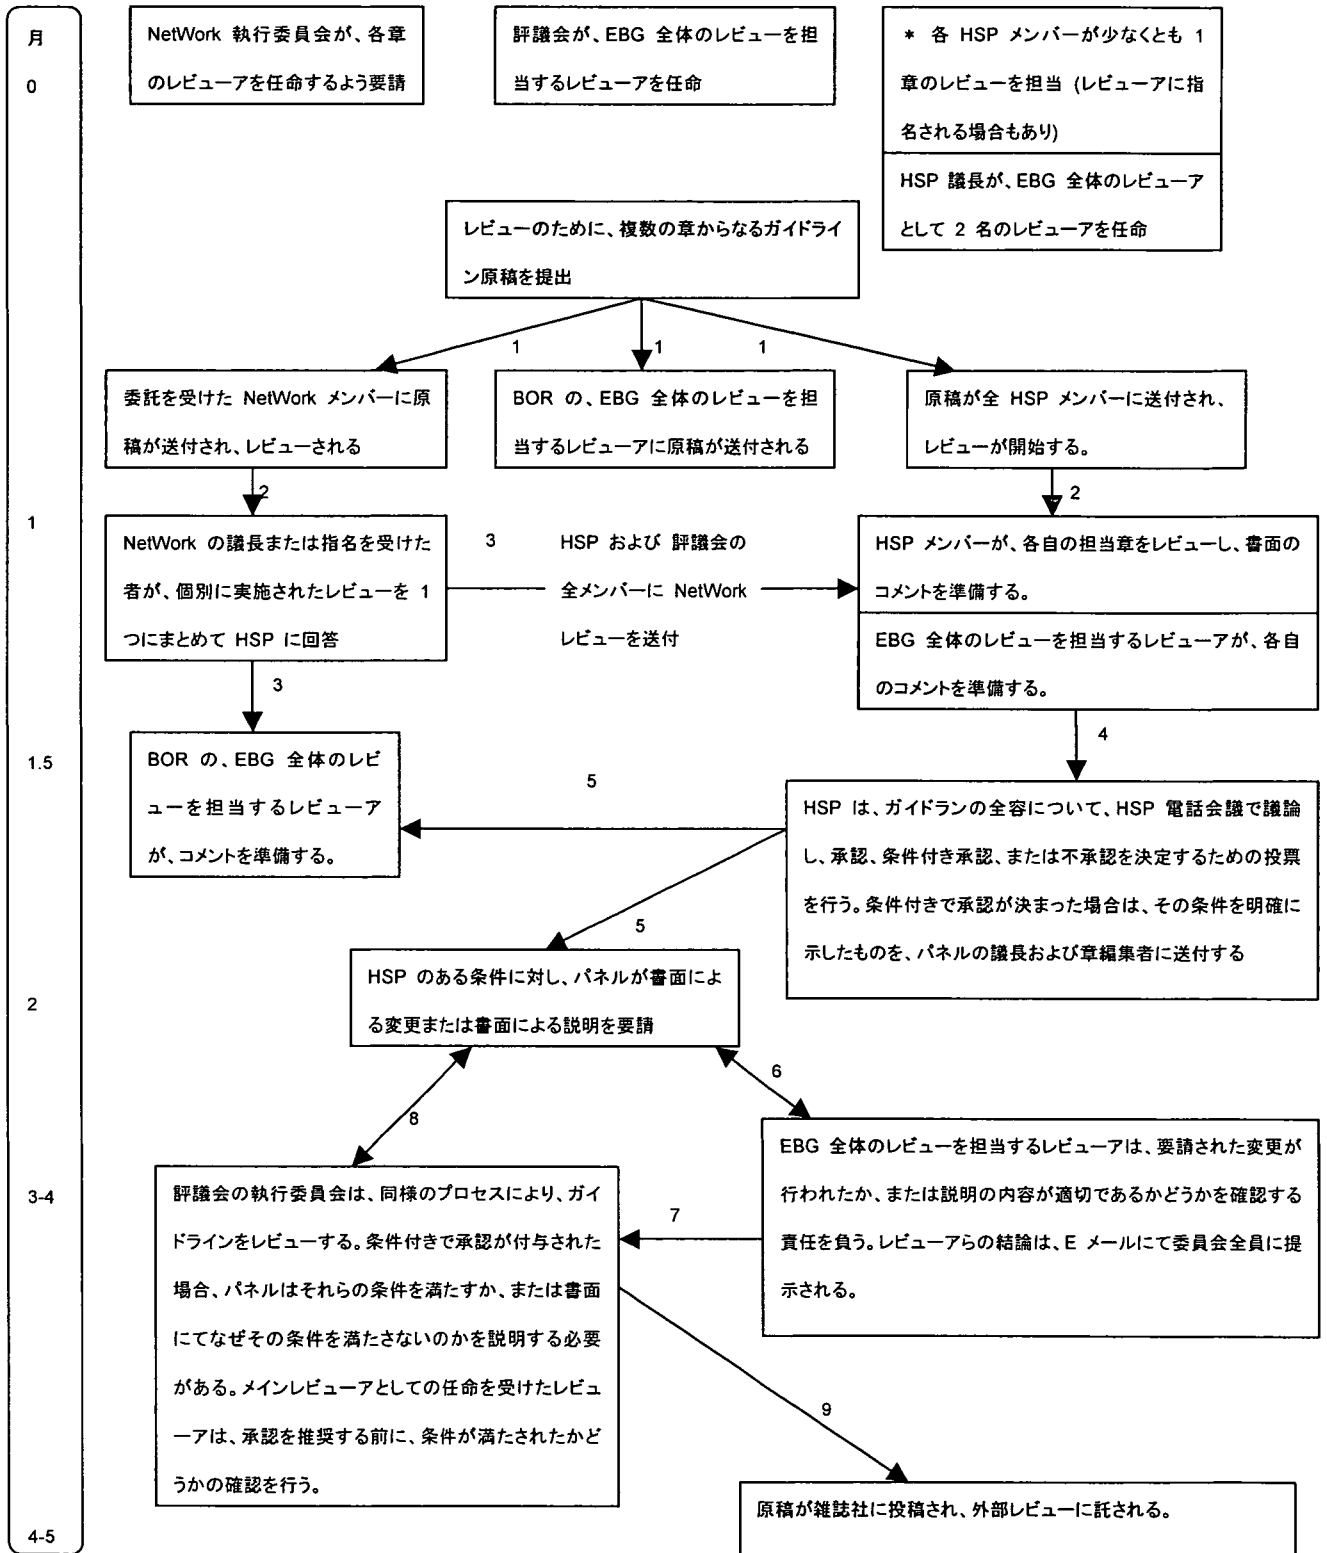 月
0
NetWork 執行委員会が、各章
のレビューアを任命するよう要請
評議会が、EBG 全体のレビューを担
当するレビューアを任命
* 各 HSP メンバーが少なくとも 1
章のレビューを担当 (レビューアに指
名される場合もあり)
HSP 議長が、EBG 全体のレビューア
として 2 名のレビューアを任命
レビューのために、複数の章からなるガイドライ
ン原稿を提出
1
1
1
委託を受けた NetWork メンバーに原
稿が送付され、レビューされる
BOR の、EBG 全体のレビューを担
当するレビューアに原稿が送付される
原稿が全 HSP メンバーに送付され、
レビューが開始する。
2
2
1
NetWork の議長または指名を受けた
者が、個別に実施されたレビューを 1
つにまとめて HSP に回答
3
HSP および 評議会の
全メンバーに NetWork
レビューを送付
HSP メンバーが、各自の担当章をレビューし、書面の
コメントを準備する。
EBG 全体のレビューを担当するレビューアが、各自
のコメントを準備する。
3
4
1.5
BOR の、EBG 全体のレビ
ューを担当するレビューア
が、コメントを準備する。
5
HSP は、ガイドランの全容について、HSP 電話会議で議論
し、承認、条件付き承認、または不承認を決定するための投票
を行う。条件付きで承認が決まった場合は、その条件を明確に
示したものを、パネルの議長および章編集者に送付する
5
2
HSP のある条件に対し、パネルが書面によ
る変更または書面による説明を要請
6
8
EBG 全体のレビューを担当するレビューアは、要請された変更が
行われたか、または説明の内容が適切であるかどうかを確認する
責任を負う。レビューアらの結論は、E メールにて委員会全員に提
示される。
7
3-4
評議会の執行委員会は、同様のプロセスにより、ガイ
ドラインをレビューする。条件付きで承認が付与された
場合、パネルはそれらの条件を満たすか、または書面
にてなぜその条件を満たさないのかを説明する必要
がある。メインレビューアとしての任命を受けたレビュ
ーアは、承認を推奨する前に、条件が満たされたかど
うかの確認を行う。
9
原稿が雑誌社に投稿され、外部レビューに託される。
4-5